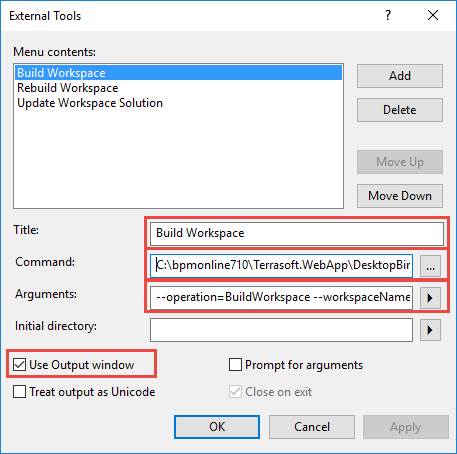 External Tools
Menu contents:
Build Workspace
Rebuild Workspace
Update Workspace Solution
Add
Delete
Move Up
Move Down
Title:
Build Workspace
Command:
C:\bpmonline710\Terrasoft.WebApp\DesktopBin
...
Arguments:
--operation=BuildWorkspace --workspaceName
Initial directory:
Use Output window
Prompt for arguments
Treat output as Unicode
Close on exit
OK
Cancel
Apply